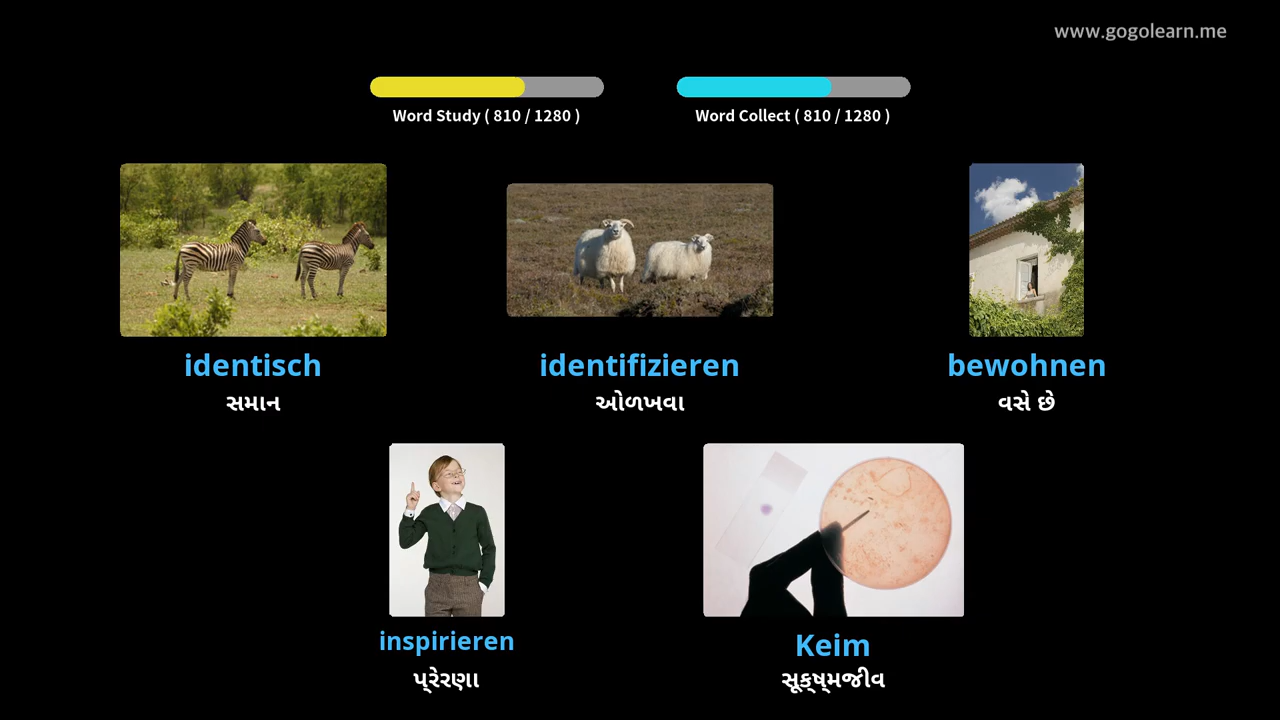 www.gogolearn.me
Word Study ( 810 / 1280 )
Word Collect ( 810 / 1280 )
identisch
સમાન
identifizieren
ઓળખવા
bewohnen
વસે છે
inspirieren
પ્રેરણા
Keim
સૂક્ષ્મજીવ